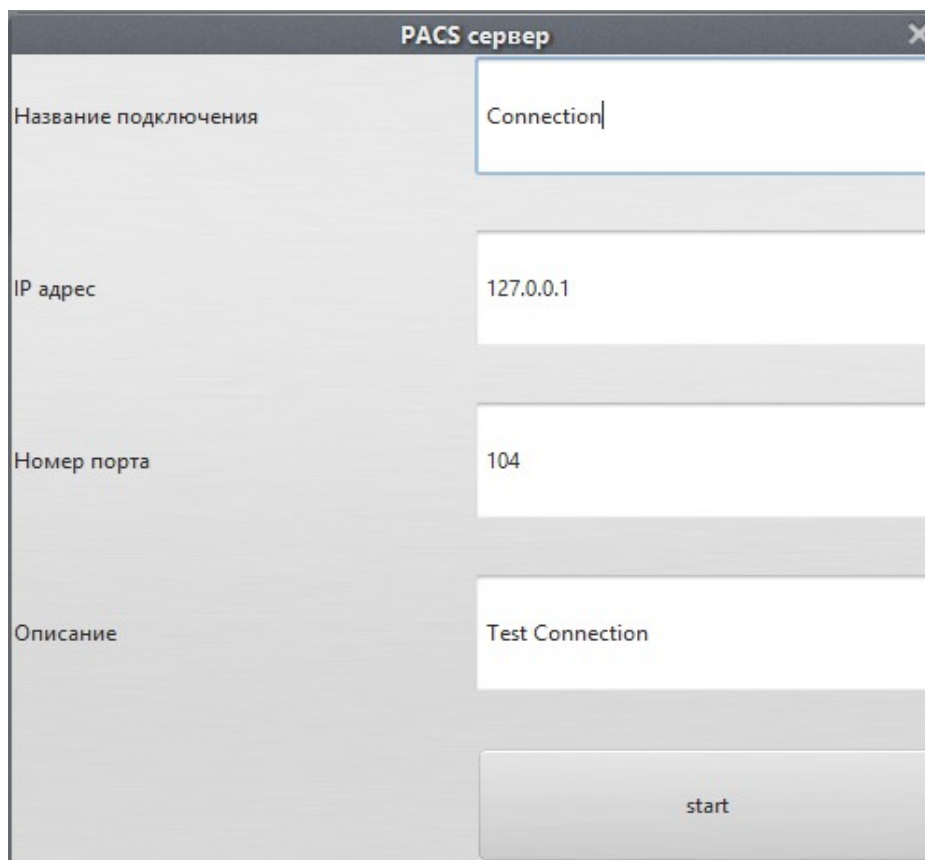 PACS сервер
Название подключения
Connection
IP адрес
127.0.0.1
Номер порта
104
Описание
Test Connection
start